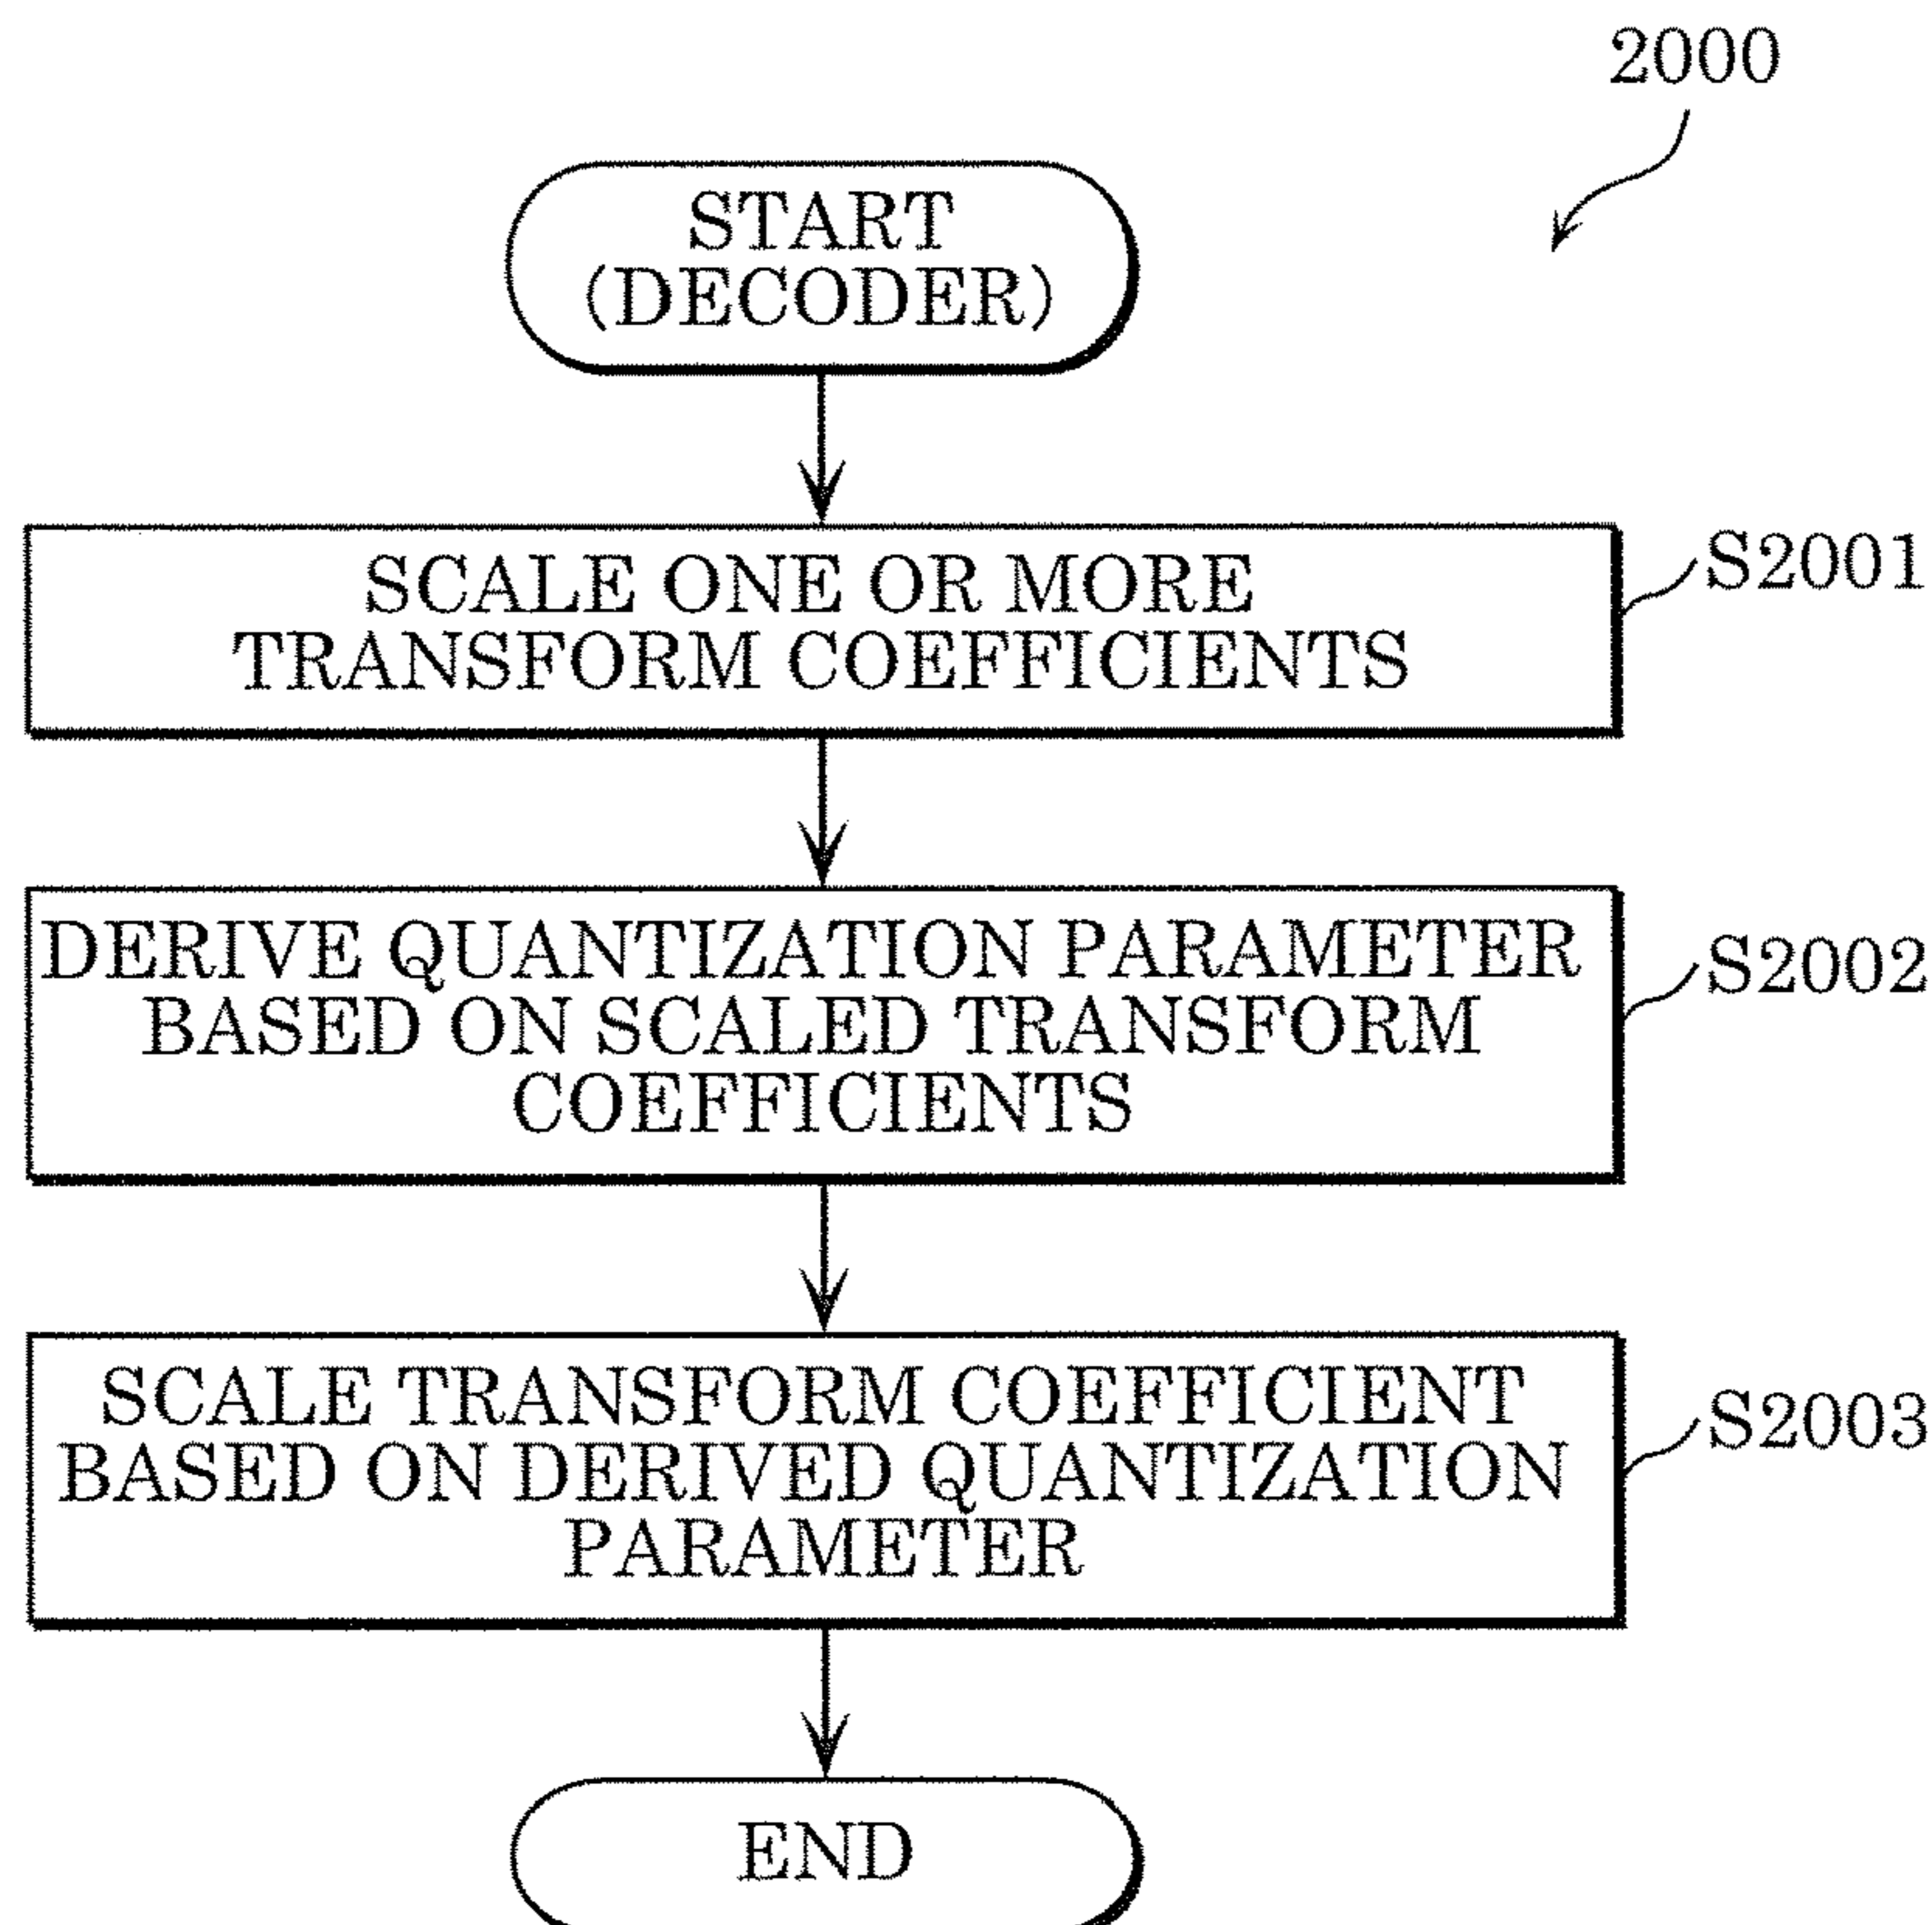 2000
START
(DECODER)
SCALE ONE OR MORE
TRANSFORM COEFFICIENTS
S2001
DERIVE QUANTIZATION PARAMETER
BASED ON SCALED TRANSFORM
COEFFICIENTS
S2002
SCALE TRANSFORM COEFFICIENT
BASED ON DERIVED QUANTIZATION
PARAMETER
S2003
END